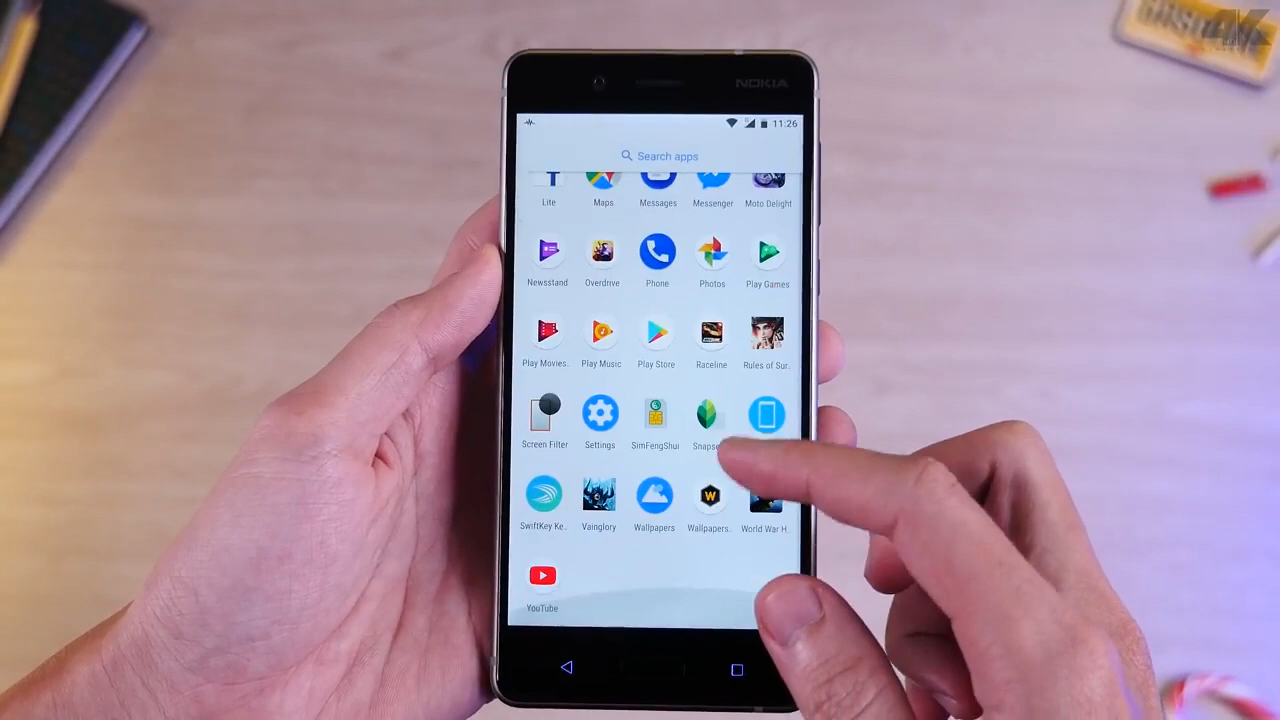 4K
NOKIA
11:26
Search apps
Lite Maps Messages Messenger Moto Delight
Newsstand Overdrive Phone Photos Play Games
Play Movies.. Play Music Play Store Raceline Rules of Sur..
Screen Filter Settings SimFengShui
SwiftKey Ke.. Vainglory Wallpapers Wallpapers.. World War H..
W
YouTube